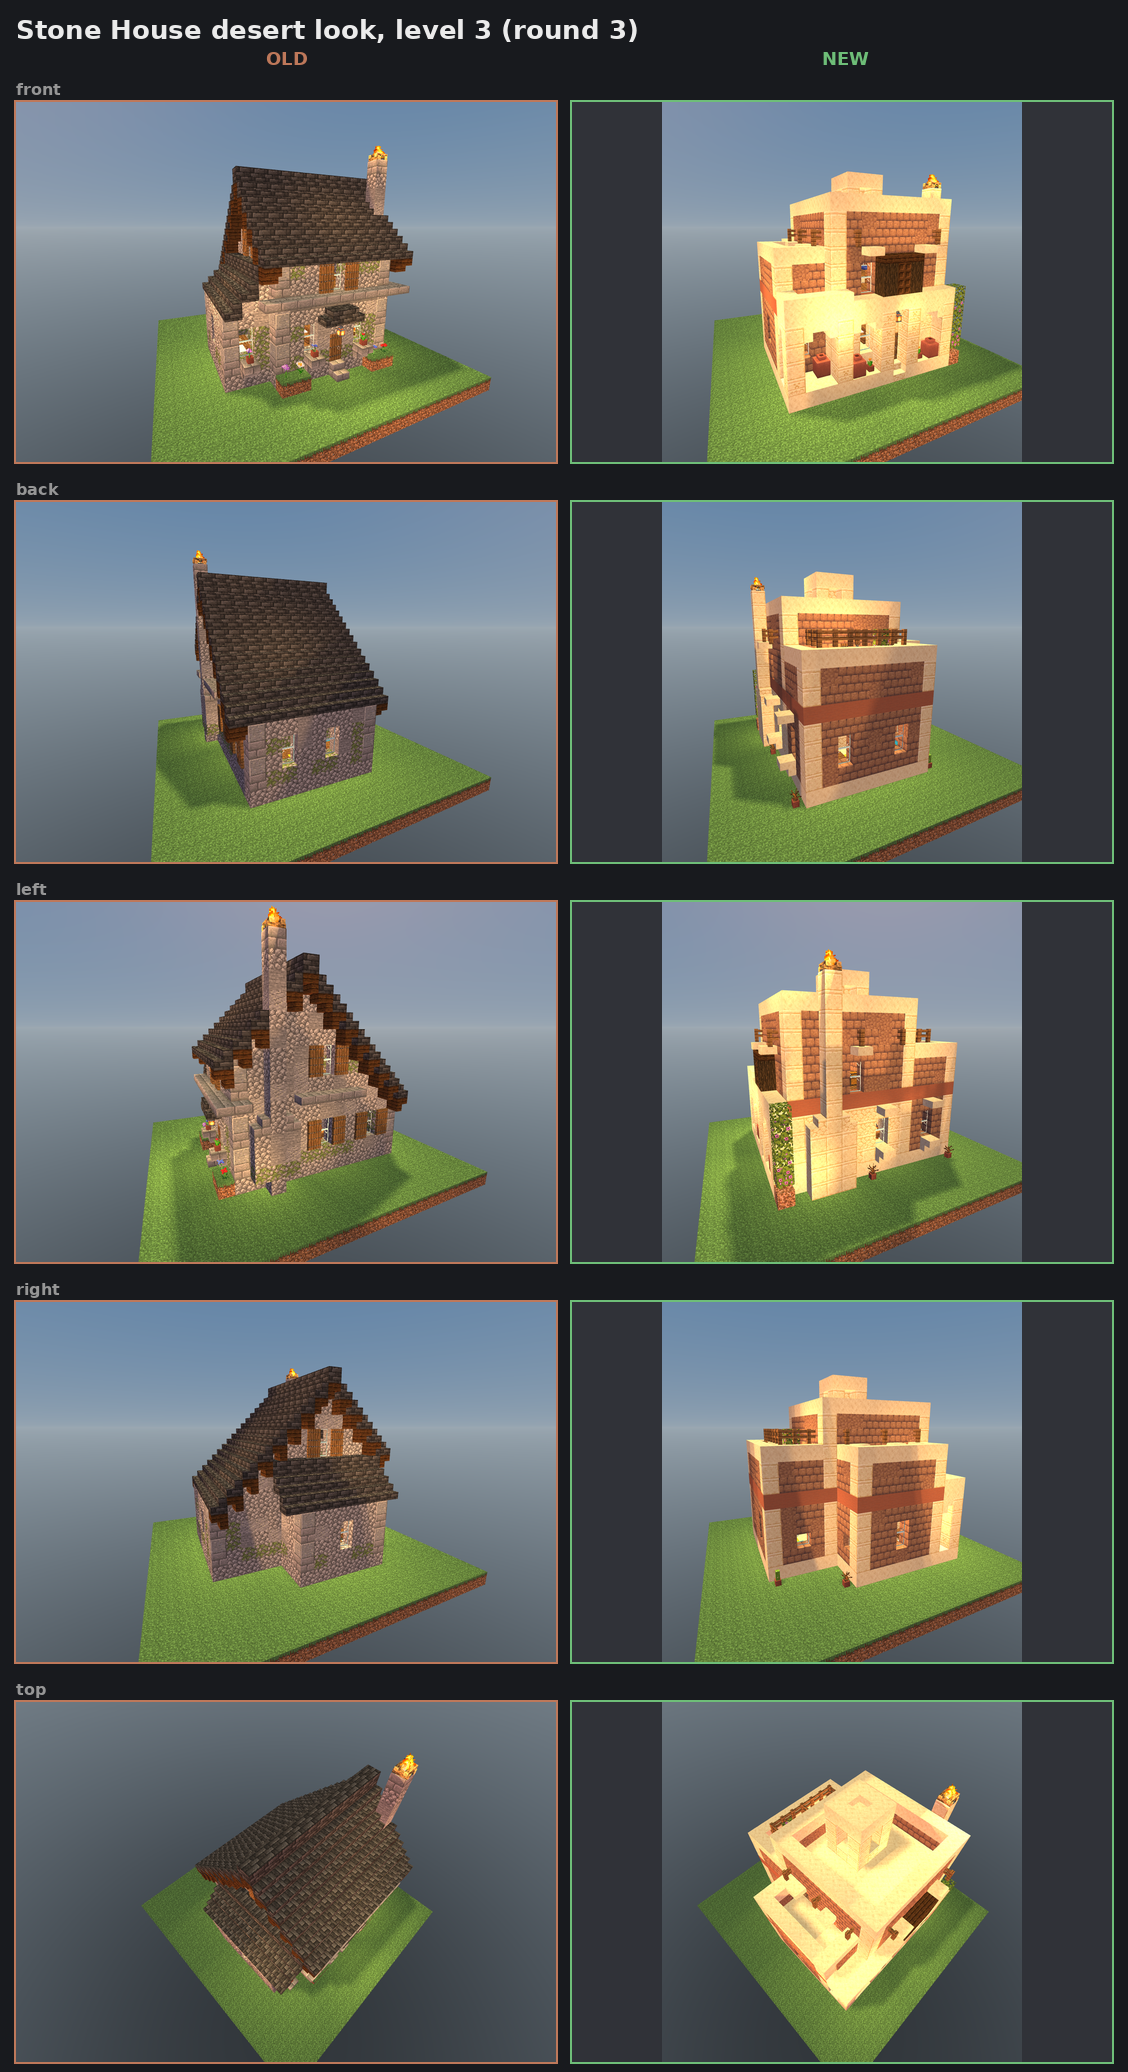 Stone House desert look, level 3 (round 3)
OLD
NEW
front
back
left
right
top